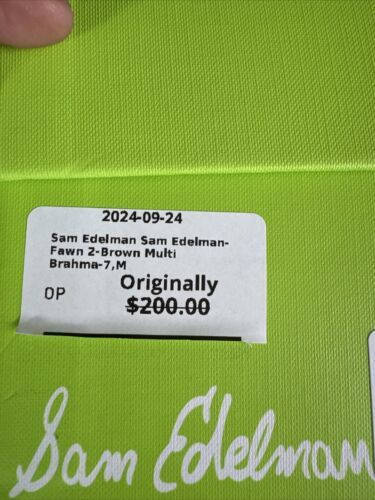 2024-09-24
Sam Edelman Sam Edelman-
Fawn 2-Brown Multi
Brahma-7,M
Originally
OP
$200.00
Sam Edelman